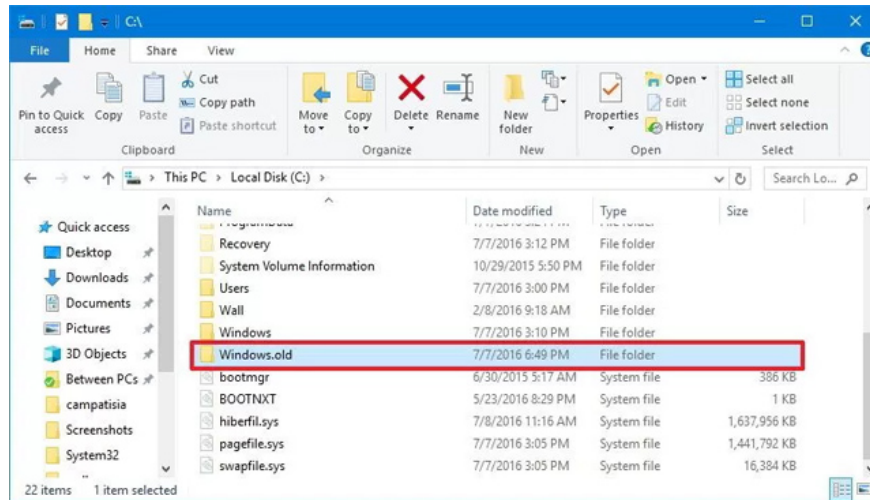 C:\
File Home Share View
Pin to Quick access
Copy
Paste
Cut
Copy path
Paste shortcut
Clipboard
Move to
Copy to
Delete
Rename
Organize
New folder
New
Properties
Open
Edit
History
Open
Select all
Select none
Invert selection
Select
This PC > Local Disk (C:) >
Search Lo...
Quick access
Desktop
Downloads
Documents
Pictures
3D Objects
Between PCs
campatisia
Screenshots
System32
Name Date modified Type Size
Recovery 7/7/2016 3:12 PM File folder
System Volume Information 10/29/2015 5:50 PM File folder
Users 7/7/2016 3:00 PM File folder
Wall 2/8/2016 9:18 AM File folder
Windows 7/7/2016 3:10 PM File folder
Windows.old 7/7/2016 6:49 PM File folder
bootmgr 6/30/2015 5:17 AM System file 386 KB
BOOTNXT 5/23/2016 8:29 PM System file 1 KB
hiberfil.sys 7/8/2016 11:16 AM System file 1,637,956 KB
pagefile.sys 7/7/2016 3:05 PM System file 1,441,792 KB
swapfile.sys 7/7/2016 3:05 PM System file 16,384 KB
22 items 1 item selected